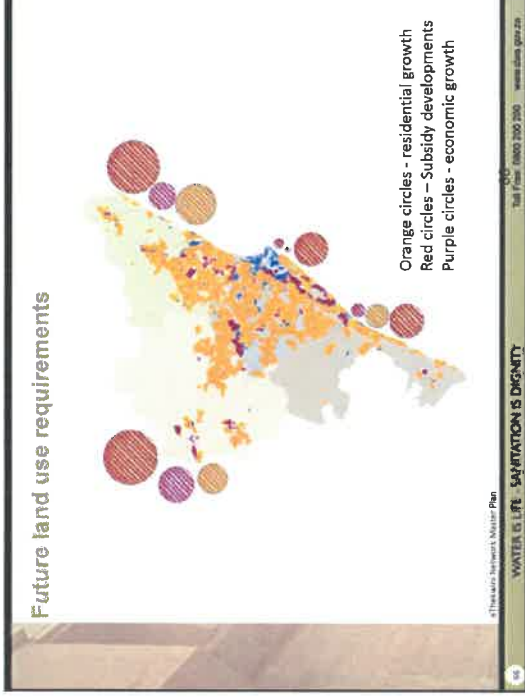 Future land use requirements
Orange circles - residential growth
Red circles – Subsidy developments
Purple circles - economic growth
eThekwini Network Master Plan
WATER IS LIFE - SANITATION IS DIGNITY
Toll Free: 0800 200 200